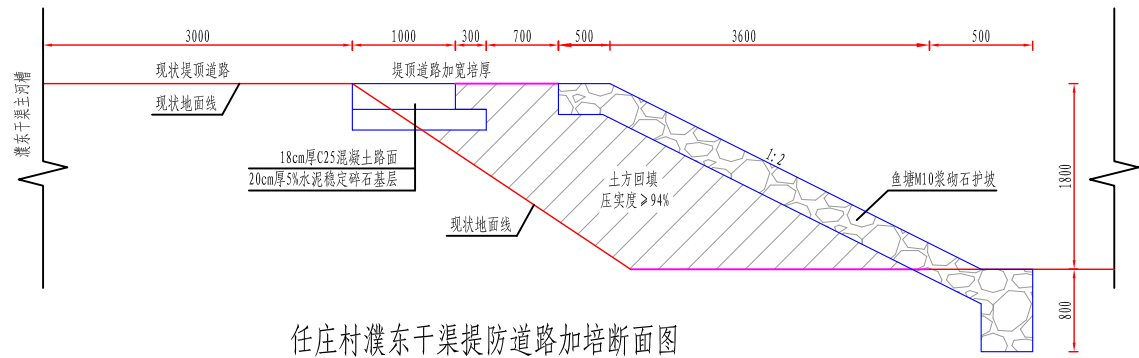 3000
1000
300
700
500
3600
500
现状堤顶道路
堤顶道路加宽培厚
现状地面线
濮东干渠主河槽
18cm厚C25混凝土路面
20cm厚5%水泥稳定碎石基层
1:2
土方回填
压实度≥94%
鱼塘M10浆砌石护坡
1800
现状地面线
800
任庄村濮东干渠提防道路加培断面图